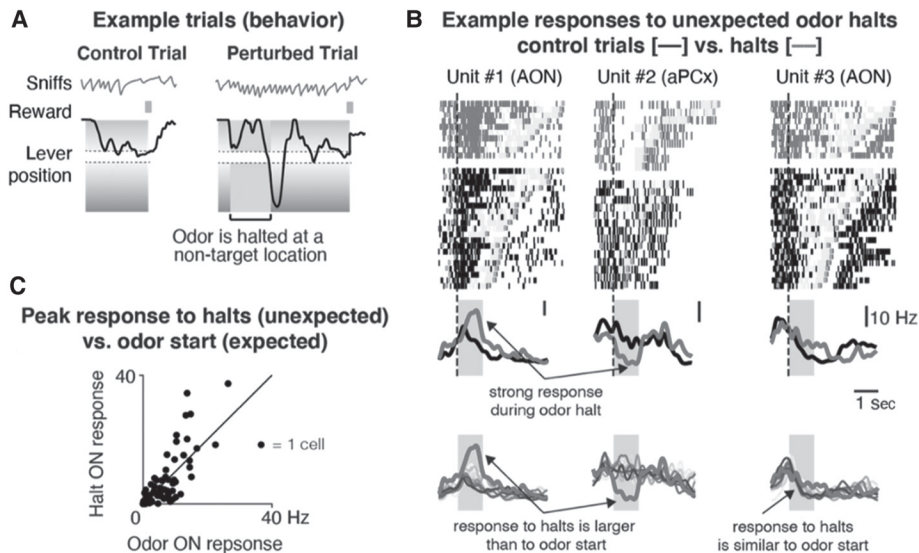 A
Example trials (behavior)
Control Trial
Perturbed Trial
Sniffs
Reward
Lever
position
Odor is halted at a
non-target location
B
Example responses to unexpected odor halts
control trials [—] vs. halts [—]
Unit #1 (AON)
Unit #2 (aPCx)
Unit #3 (AON)
10 Hz
strong response
during odor halt
1 Sec
response to halts is larger
than to odor start
response to halts
is similar to odor start
C
Peak response to halts (unexpected)
vs. odor start (expected)
40
Halt ON response
= 1 cell
0
40 Hz
Odor ON repsonse